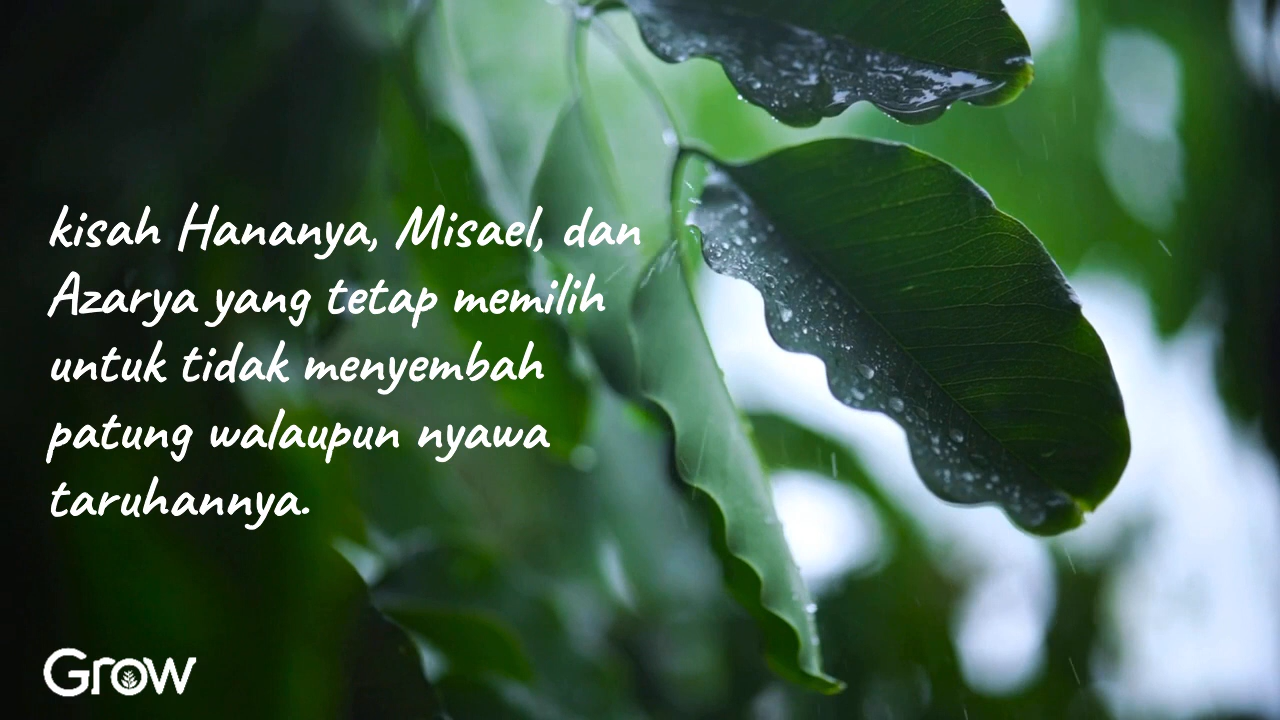 kisah Hananya, Misael, dan
Azarya yang tetap memilih
untuk tidak menyembah
patung walaupun nyawa
taruhannya.
Grow